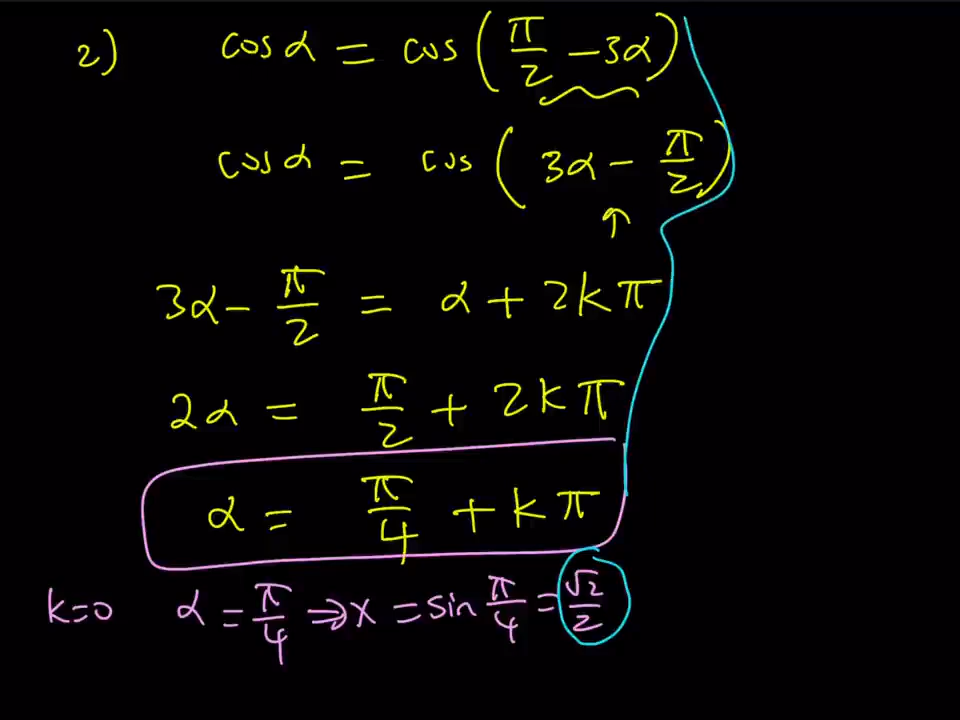 2) cos α = cos (π/2 − 3α)
cos α = cos (3α − π/2)
↑
3α − π/2 = α + 2kπ
2α = π/2 + 2kπ
α = π/4 + kπ
k=0 α = π/4 ⇒ x = sin π/4 = √2/2